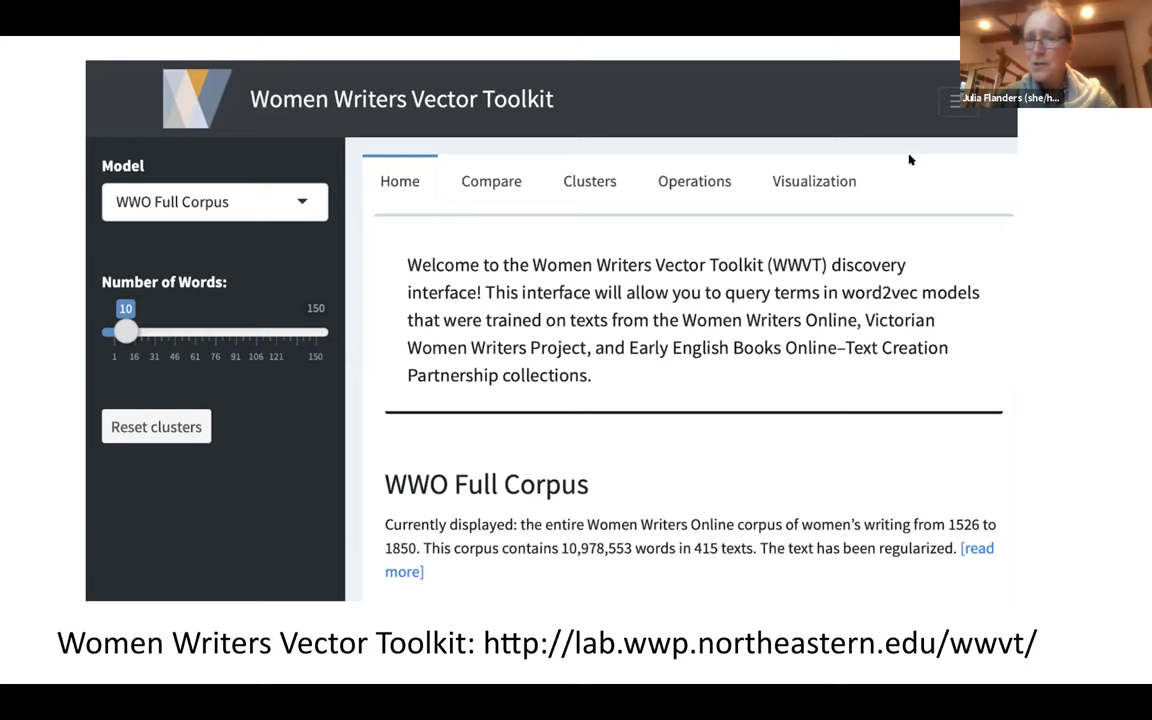 Women Writers Vector Toolkit
Julia Flanders (she/h...
Model
WWO Full Corpus
Number of Words:
10
150
1 16 31 46 61 76 91 106 121 150
Reset clusters
Home Compare Clusters Operations Visualization
Welcome to the Women Writers Vector Toolkit (WWVT) discovery
interface! This interface will allow you to query terms in word2vec models
that were trained on texts from the Women Writers Online, Victorian
Women Writers Project, and Early English Books Online–Text Creation
Partnership collections.
WWO Full Corpus
Currently displayed: the entire Women Writers Online corpus of women's writing from 1526 to
1850. This corpus contains 10,978,553 words in 415 texts. The text has been regularized. [read
more]
Women Writers Vector Toolkit: http://lab.wwp.northeastern.edu/wwvt/